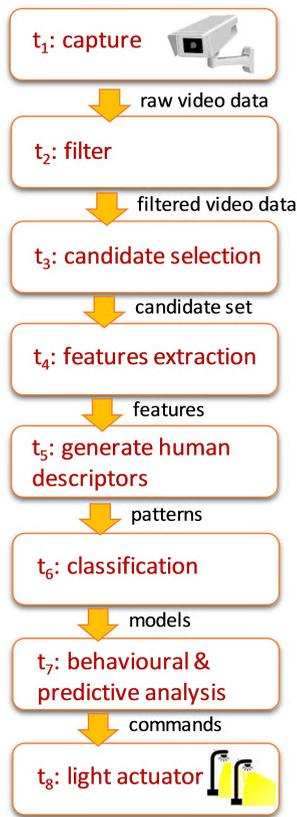 t₁: capture
raw video data
t₂: filter
filtered video data
t₃: candidate selection
candidate set
t₄: features extraction
features
t₅: generate human
descriptors
patterns
t₆: classification
models
t₇: behavioural &
predictive analysis
commands
t₈: light actuator